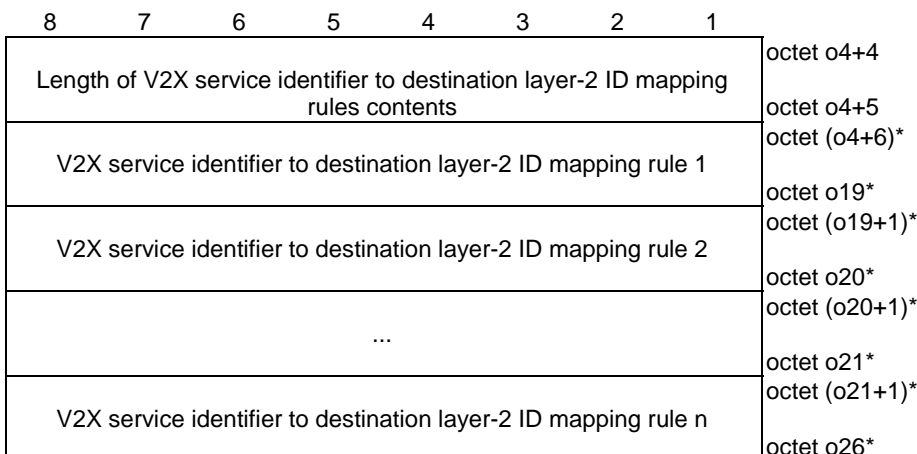 8 7 6 5 4 3 2 1
Length of V2X service identifier to destination layer-2 ID mapping
rules contents
octet o4+4
octet o4+5
V2X service identifier to destination layer-2 ID mapping rule 1
octet (o4+6)*
octet o19*
V2X service identifier to destination layer-2 ID mapping rule 2
octet (o19+1)*
octet o20*
...
octet (o20+1)*
octet o21*
V2X service identifier to destination layer-2 ID mapping rule n
octet (o21+1)*
octet o26*